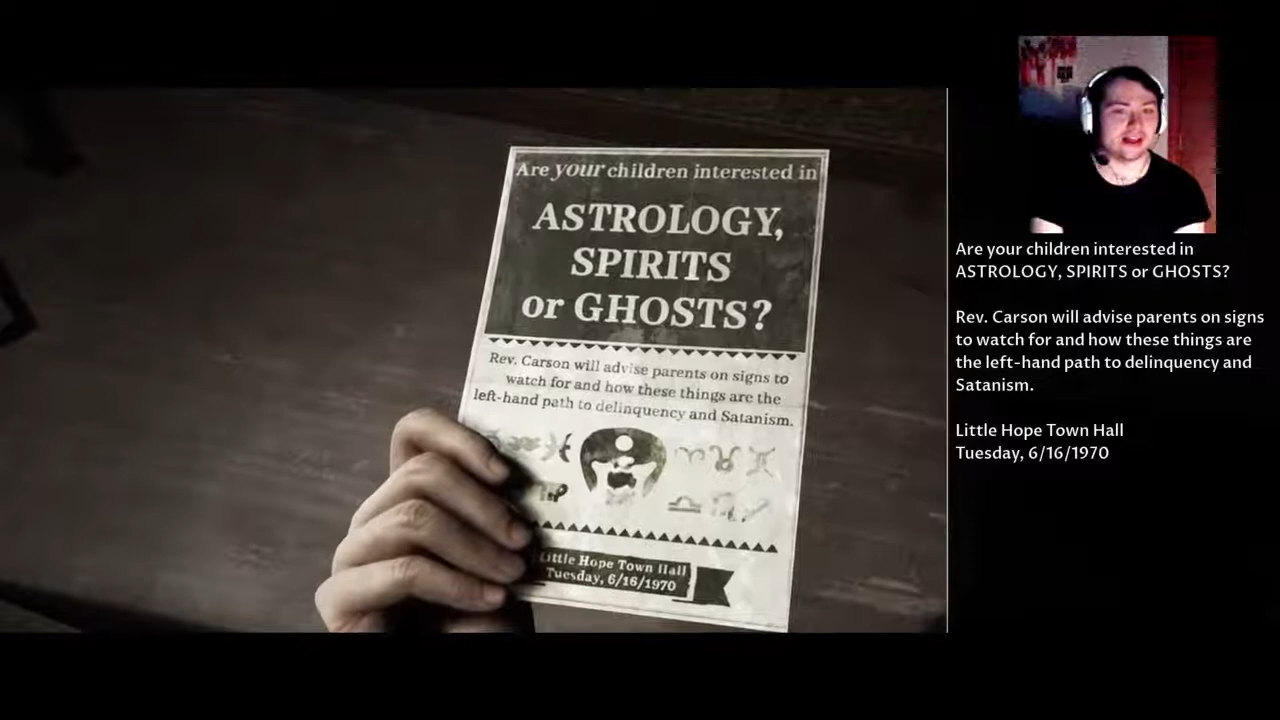 Are your children interested in
ASTROLOGY,
SPIRITS
or GHOSTS?
Rev. Carson will advise parents on signs to
watch for and how these things are the
left-hand path to delinquency and Satanism.
Little Hope Town Hall
Tuesday, 6/16/1970
Are your children interested in
ASTROLOGY, SPIRITS or GHOSTS?
Rev. Carson will advise parents on signs
to watch for and how these things are
the left-hand path to delinquency and
Satanism.
Little Hope Town Hall
Tuesday, 6/16/1970